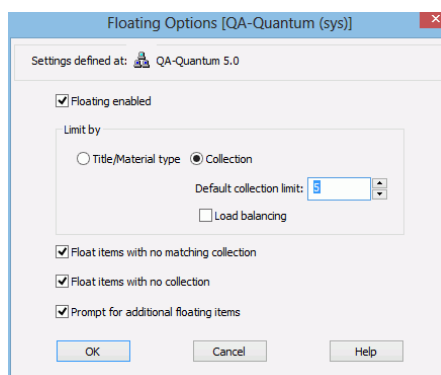 Floating Options [QA-Quantum (sys)]
Settings defined at: QA-Quantum 5.0
Floating enabled
Limit by
Title/Material type Collection
Default collection limit: 5
Load balancing
Float items with no matching collection
Float items with no collection
Prompt for additional floating items
OK Cancel Help